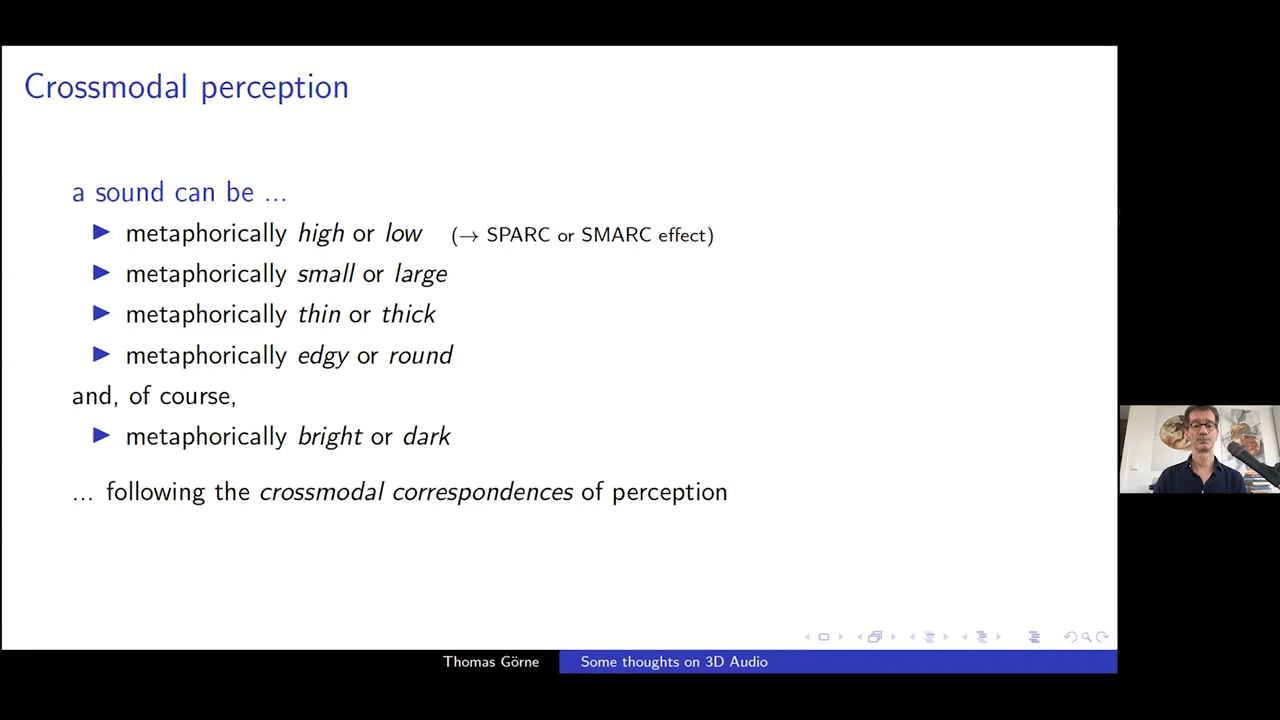 Crossmodal perception
a sound can be ...
metaphorically high or low (→ SPARC or SMARC effect)
metaphorically small or large
metaphorically thin or thick
metaphorically edgy or round
and, of course,
metaphorically bright or dark
... following the crossmodal correspondences of perception
Thomas Görne Some thoughts on 3D Audio